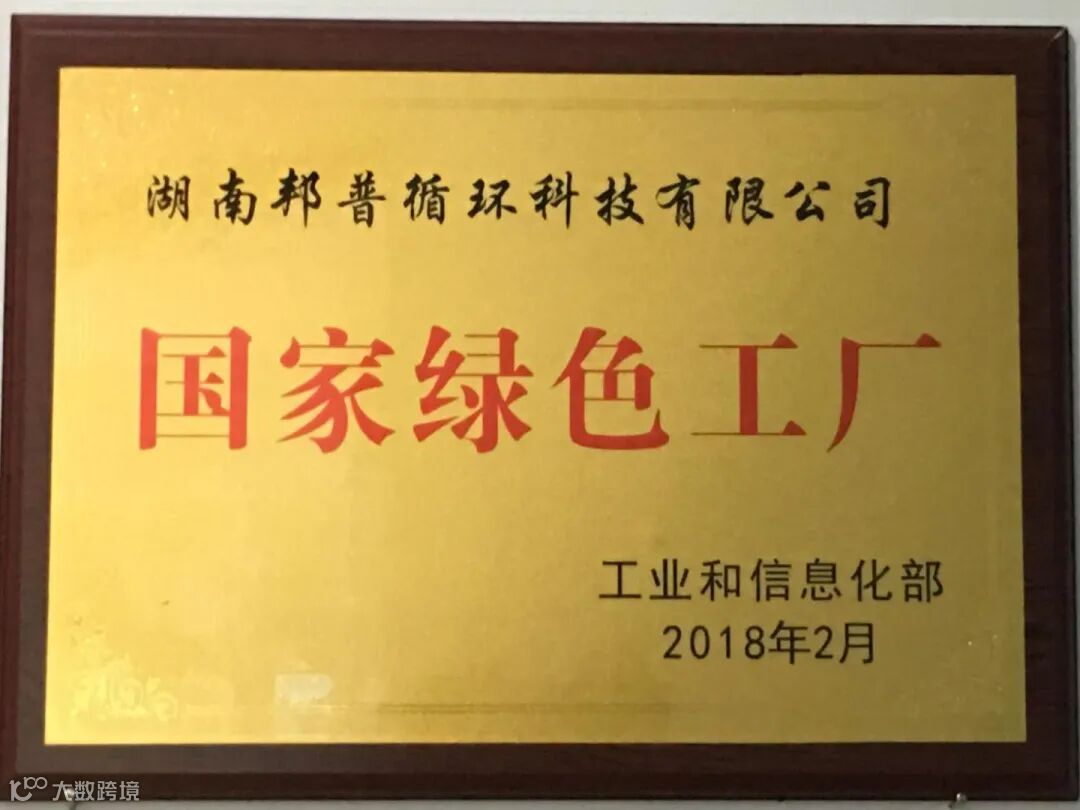 湖南邦普循环科技有限公司
国家绿色工厂
工业和信息化部
2018年2月
大数跨境